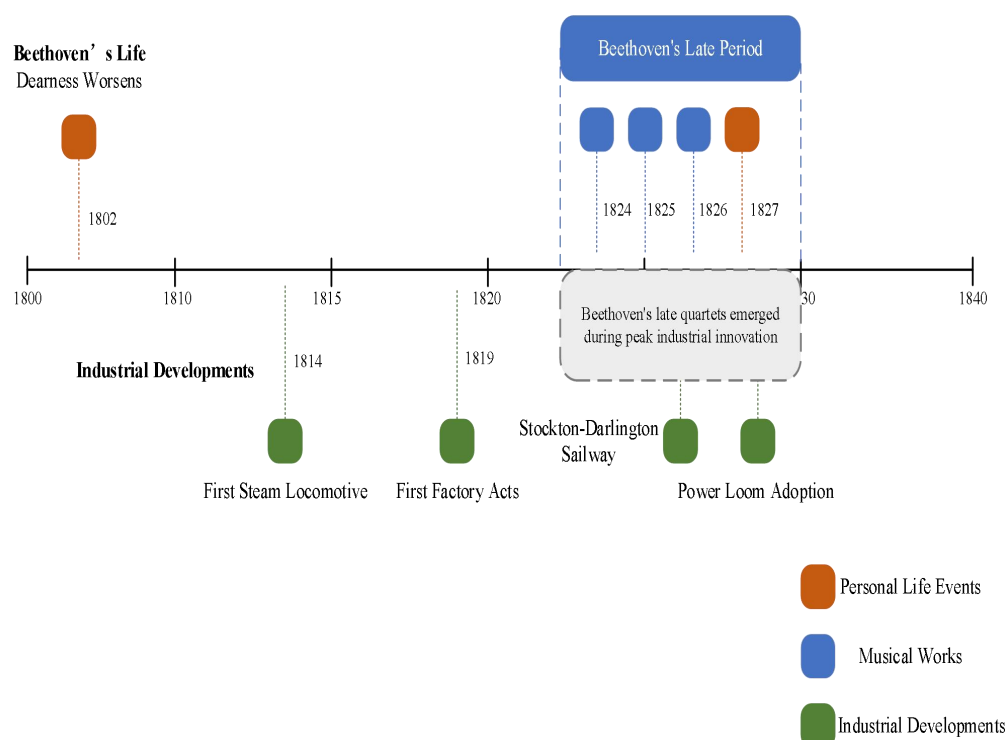 Beethoven's Late Period
Beethoven’s Life
Dearness Worsens
1802
1824
1825
1826
1827
1800
1810
1815
1820
30
1840
Beethoven's late quartets emerged
during peak industrial innovation
1814
1819
Industrial Developments
Stockton-Darlington
Sailway
First Steam Locomotive
First Factory Acts
Power Loom Adoption
Personal Life Events
Musical Works
Industrial Developments